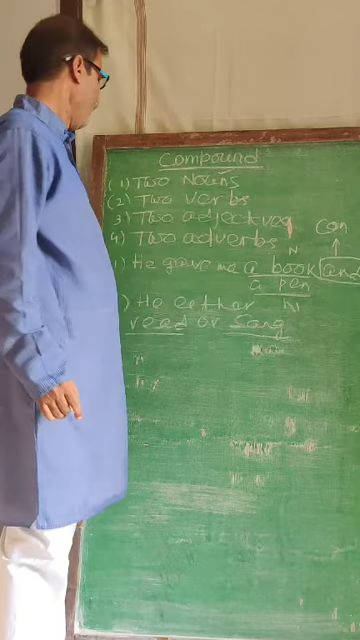 Compound
(1) Two Nouns
(2) Two verbs
3) Two adjectives
4) Two adverbs
Con
N
1) He gave me a book and
a pen
) He either N
read or Sang